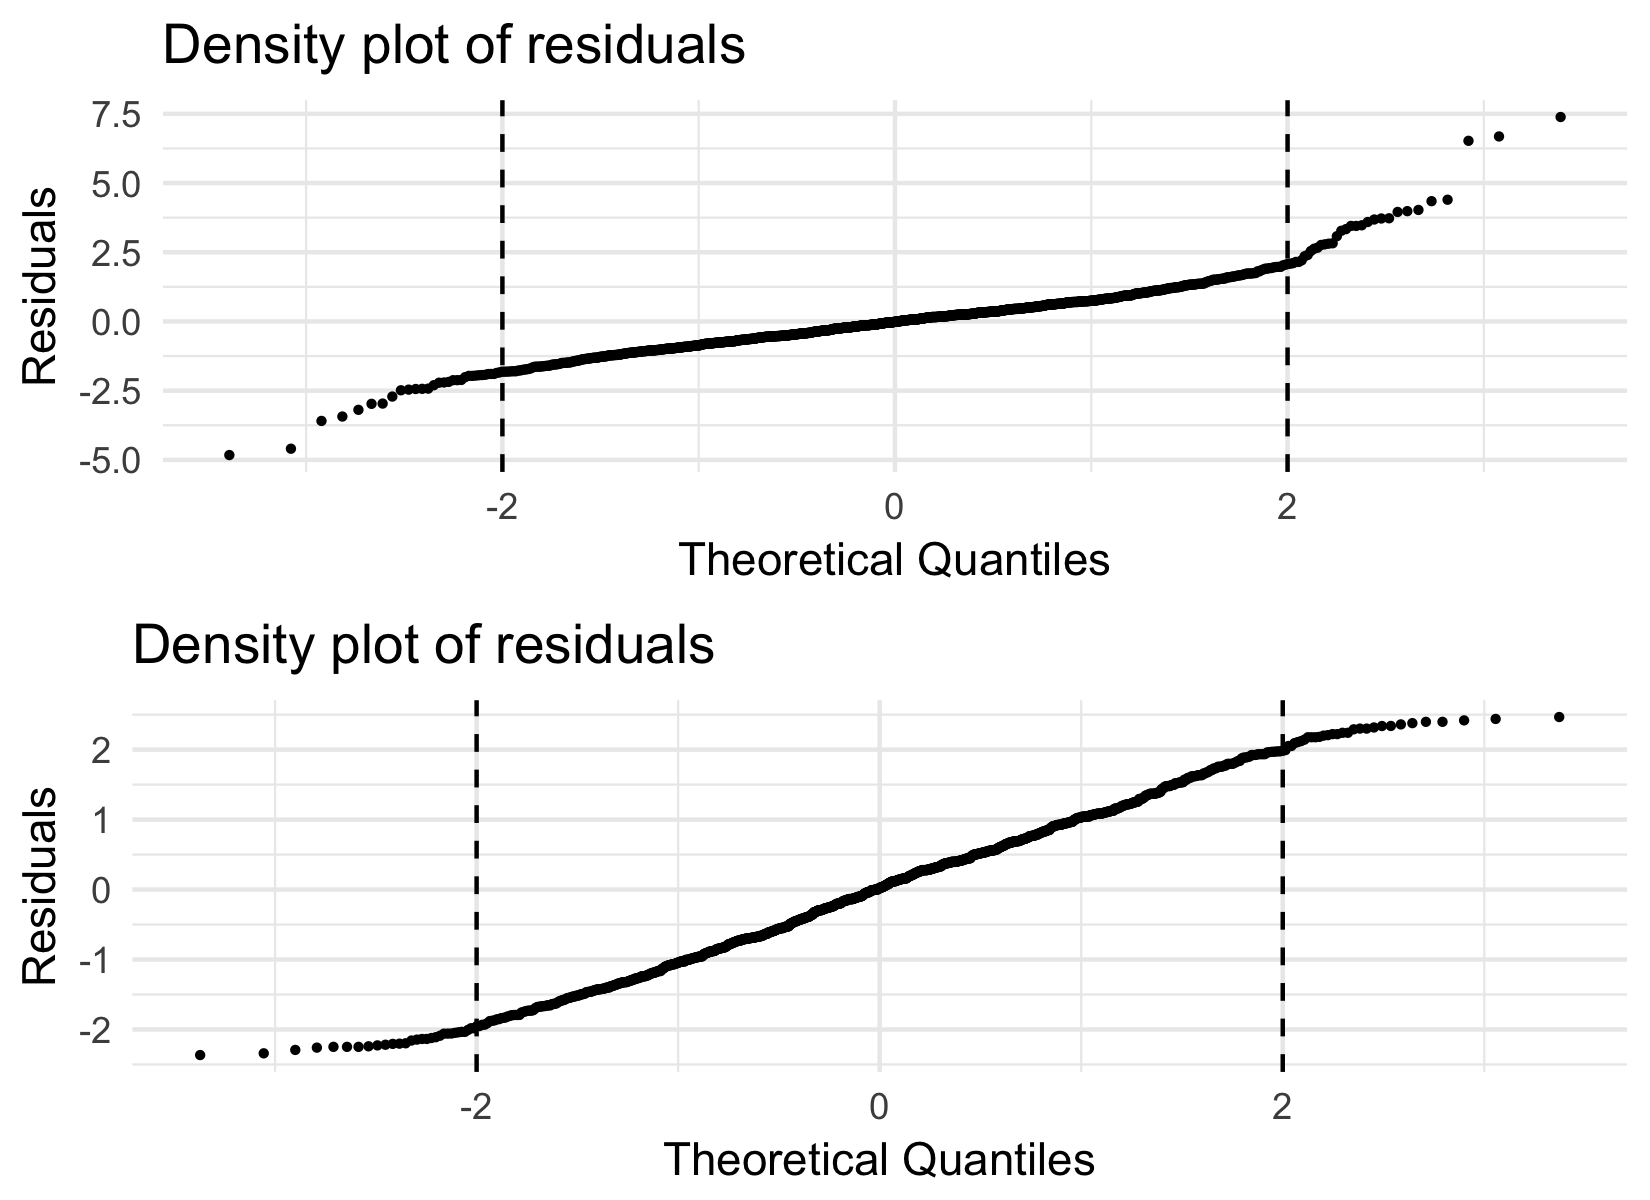 Density plot of residuals
7.5
5.0
2.5
0.0
-2.5
-5.0
Residuals
-2 0 2
Theoretical Quantiles
Density plot of residuals
2
1
0
-1
-2
Residuals
-2 0 2
Theoretical Quantiles